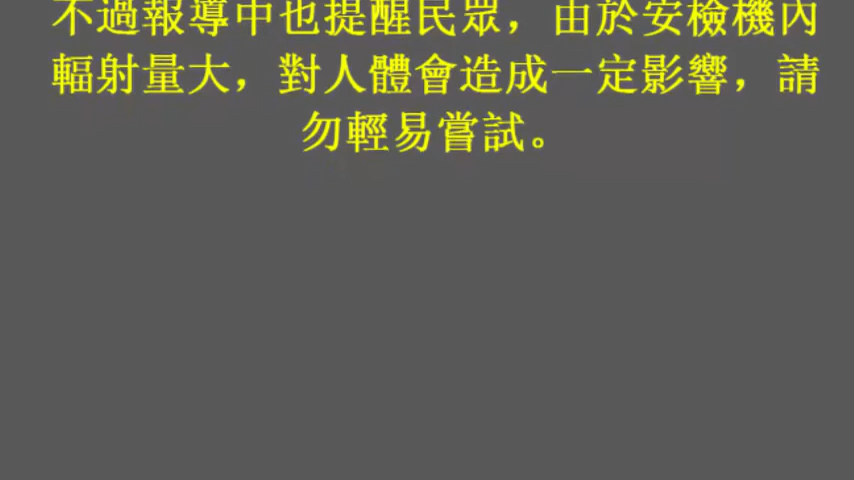 不過報導中也提醒民眾，由於安檢機內
輻射量大，對人體會造成一定影響，請
勿輕易嘗試。